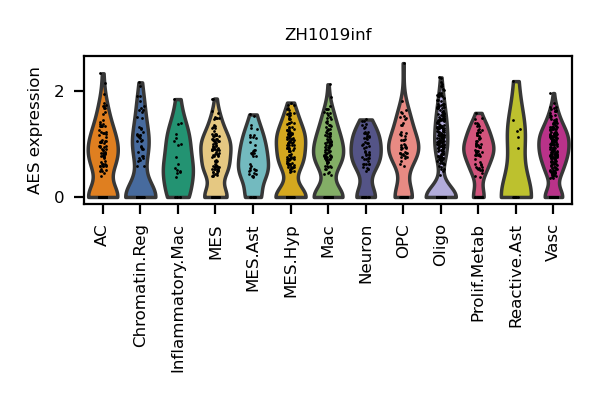 ZH1019inf
AES expression
2
0
AC
Chromatin.Reg
Inflammatory.Mac
MES
MES.Ast
MES.Hyp
Mac
Neuron
OPC
Oligo
Prolif.Metab
Reactive.Ast
Vasc